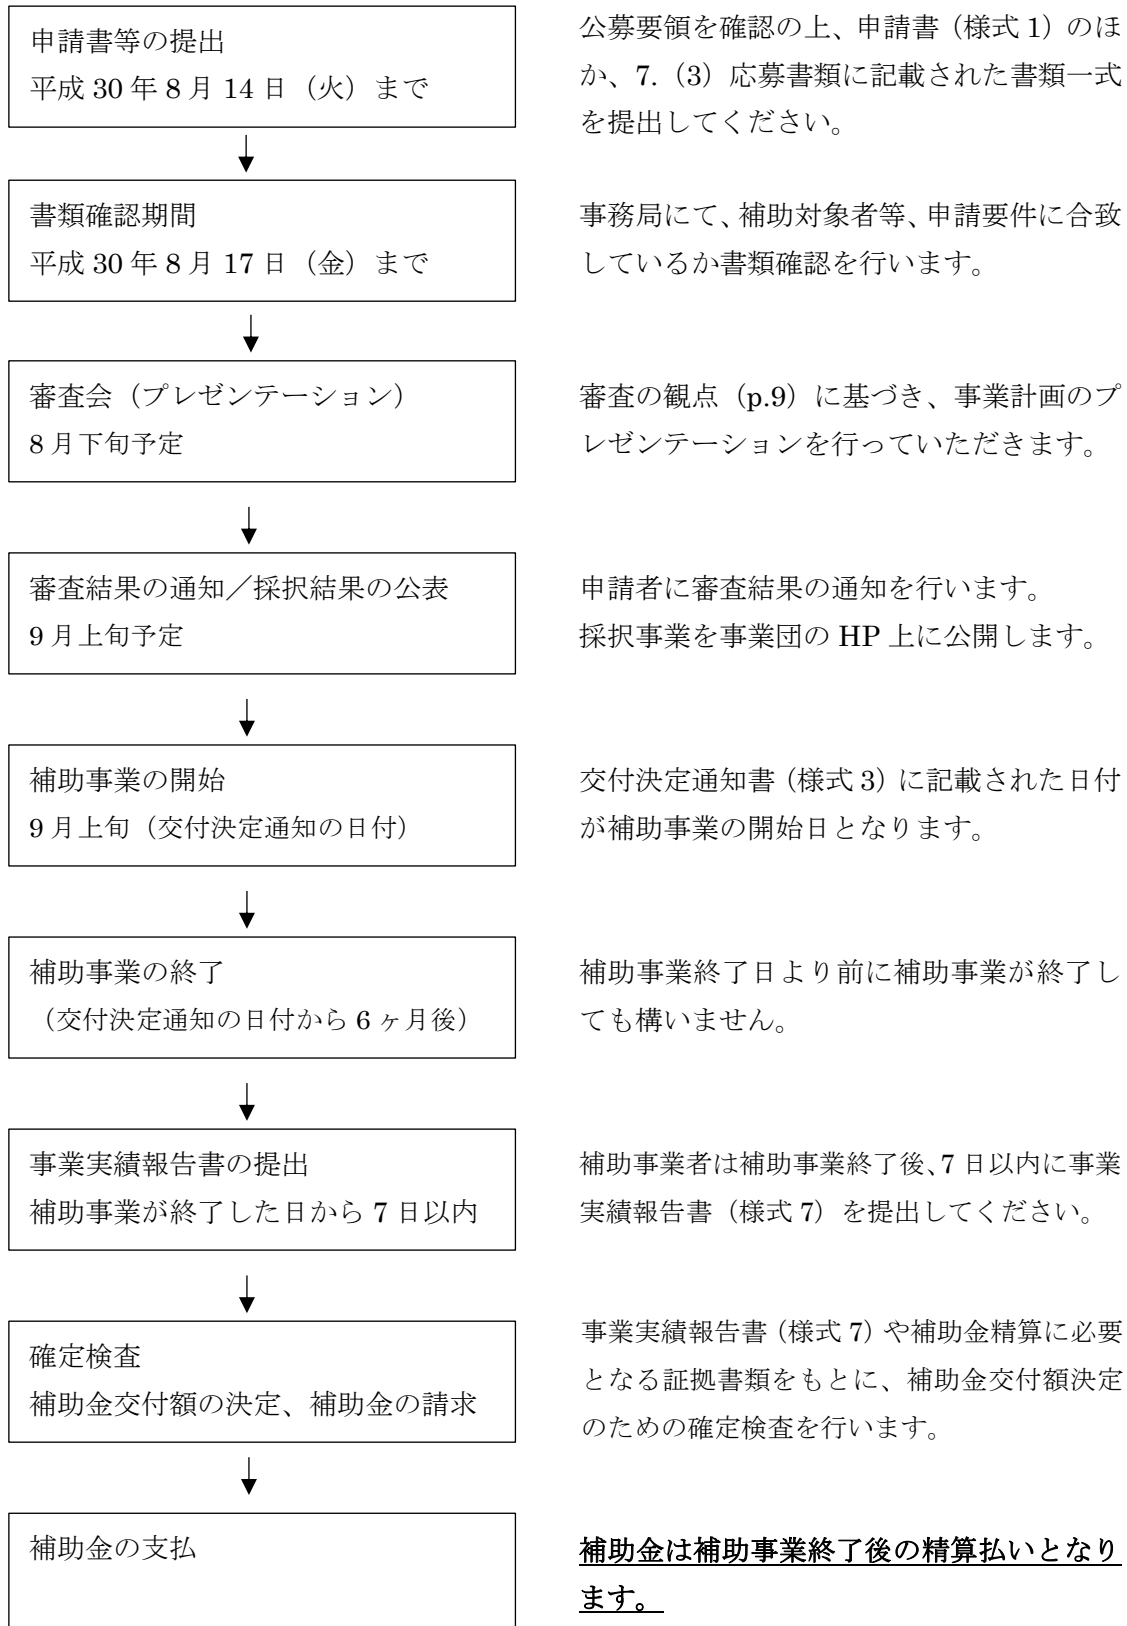 申請書等の提出
平成 30 年 8 月 14 日（火）まで
公募要領を確認の上、申請書（様式 1）のほ
か、7.（3）応募書類に記載された書類一式
を提出してください。
書類確認期間
平成 30 年 8 月 17 日（金）まで
事務局にて、補助対象者等、申請要件に合致
しているか書類確認を行います。
審査会（プレゼンテーション）
8 月下旬予定
審査の観点（p.9）に基づき、事業計画のプ
レゼンテーションを行っていただきます。
審査結果の通知／採択結果の公表
9 月上旬予定
申請者に審査結果の通知を行います。
採択事業を事業団の HP 上に公開します。
補助事業の開始
9 月上旬（交付決定通知の日付）
交付決定通知書（様式 3）に記載された日付
が補助事業の開始日となります。
補助事業の終了
（交付決定通知の日付から 6 ヶ月後）
補助事業終了日より前に補助事業が終了し
ても構いません。
事業実績報告書の提出
補助事業が終了した日から 7 日以内
補助事業者は補助事業終了後、7 日以内に事業
実績報告書（様式 7）を提出してください。
確定検査
補助金交付額の決定、補助金の請求
事業実績報告書（様式 7）や補助金精算に必要
となる証拠書類をもとに、補助金交付額決定
のための確定検査を行います。
補助金の支払
補助金は補助事業終了後の精算払いとなり
ます。